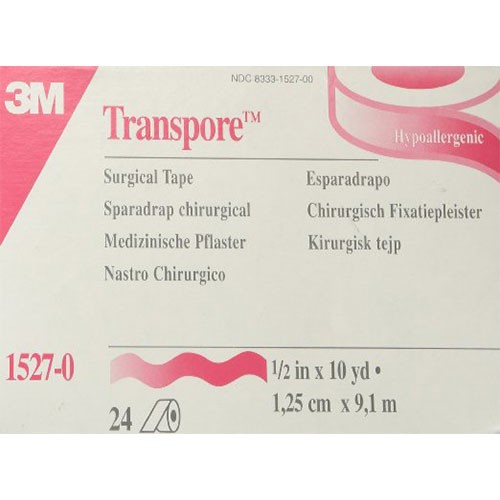 3M
NDC 8333-1527-00
Transpore™
Hypoallergenic
Surgical Tape
Esparadrapo
Sparadrap chirurgical
Chirurgisch Fixatiepleister
Medizinische Pflaster
Kirurgisk tejp
Nastro Chirurgico
1527-0
1/2 in x 10 yd •
24
1,25 cm x 9,1 m